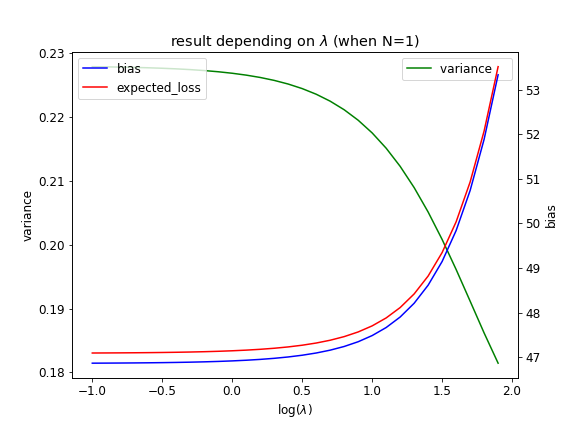 result depending on λ (when N=1)
bias
expected_loss
variance
0.23
0.22
0.21
0.20
0.19
0.18
variance
53
52
51
50
49
48
47
bias
−1.0 −0.5 0.0 0.5 1.0 1.5 2.0
log(λ)